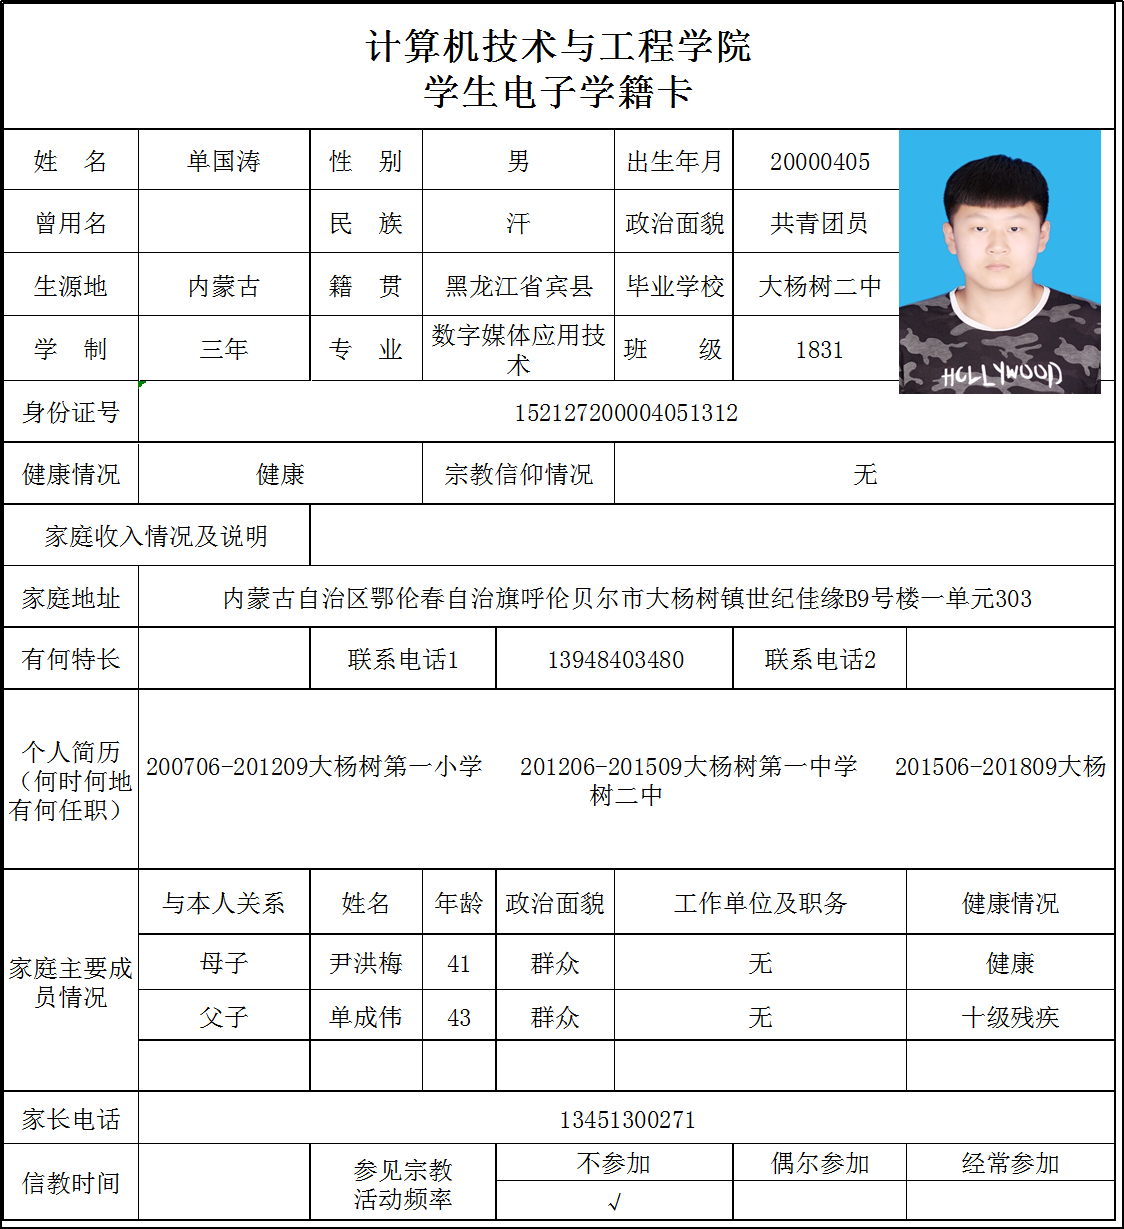 计算机技术与工程学院
学生电子学籍卡
姓 名 单国涛 性 别 男 出生年月 20000405
曾用名 民 族 汗 政治面貌 共青团员
生源地 内蒙古 籍 贯 黑龙江省宾县 毕业学校 大杨树二中
学 制 三年 专 业 数字媒体应用技术 班 级 1831
HOLLYWOOD
身份证号 152127200004051312
健康情况 健康 宗教信仰情况 无
家庭收入情况及说明
家庭地址 内蒙古自治区鄂伦春自治旗呼伦贝尔市大杨树镇世纪佳缘B9号楼一单元303
有何特长 联系电话1 13948403480 联系电话2
个人简历
（何时何地
有何任职）
200706-201209大杨树第一小学 201206-201509大杨树第一中学 201506-201809大杨
树二中
家庭主要成
员情况
与本人关系 姓名 年龄 政治面貌 工作单位及职务 健康情况
母子 尹洪梅 41 群众 无 健康
父子 单成伟 43 群众 无 十级残疾
家长电话 13451300271
信教时间 参见宗教
活动频率
不参加 偶尔参加 经常参加
√